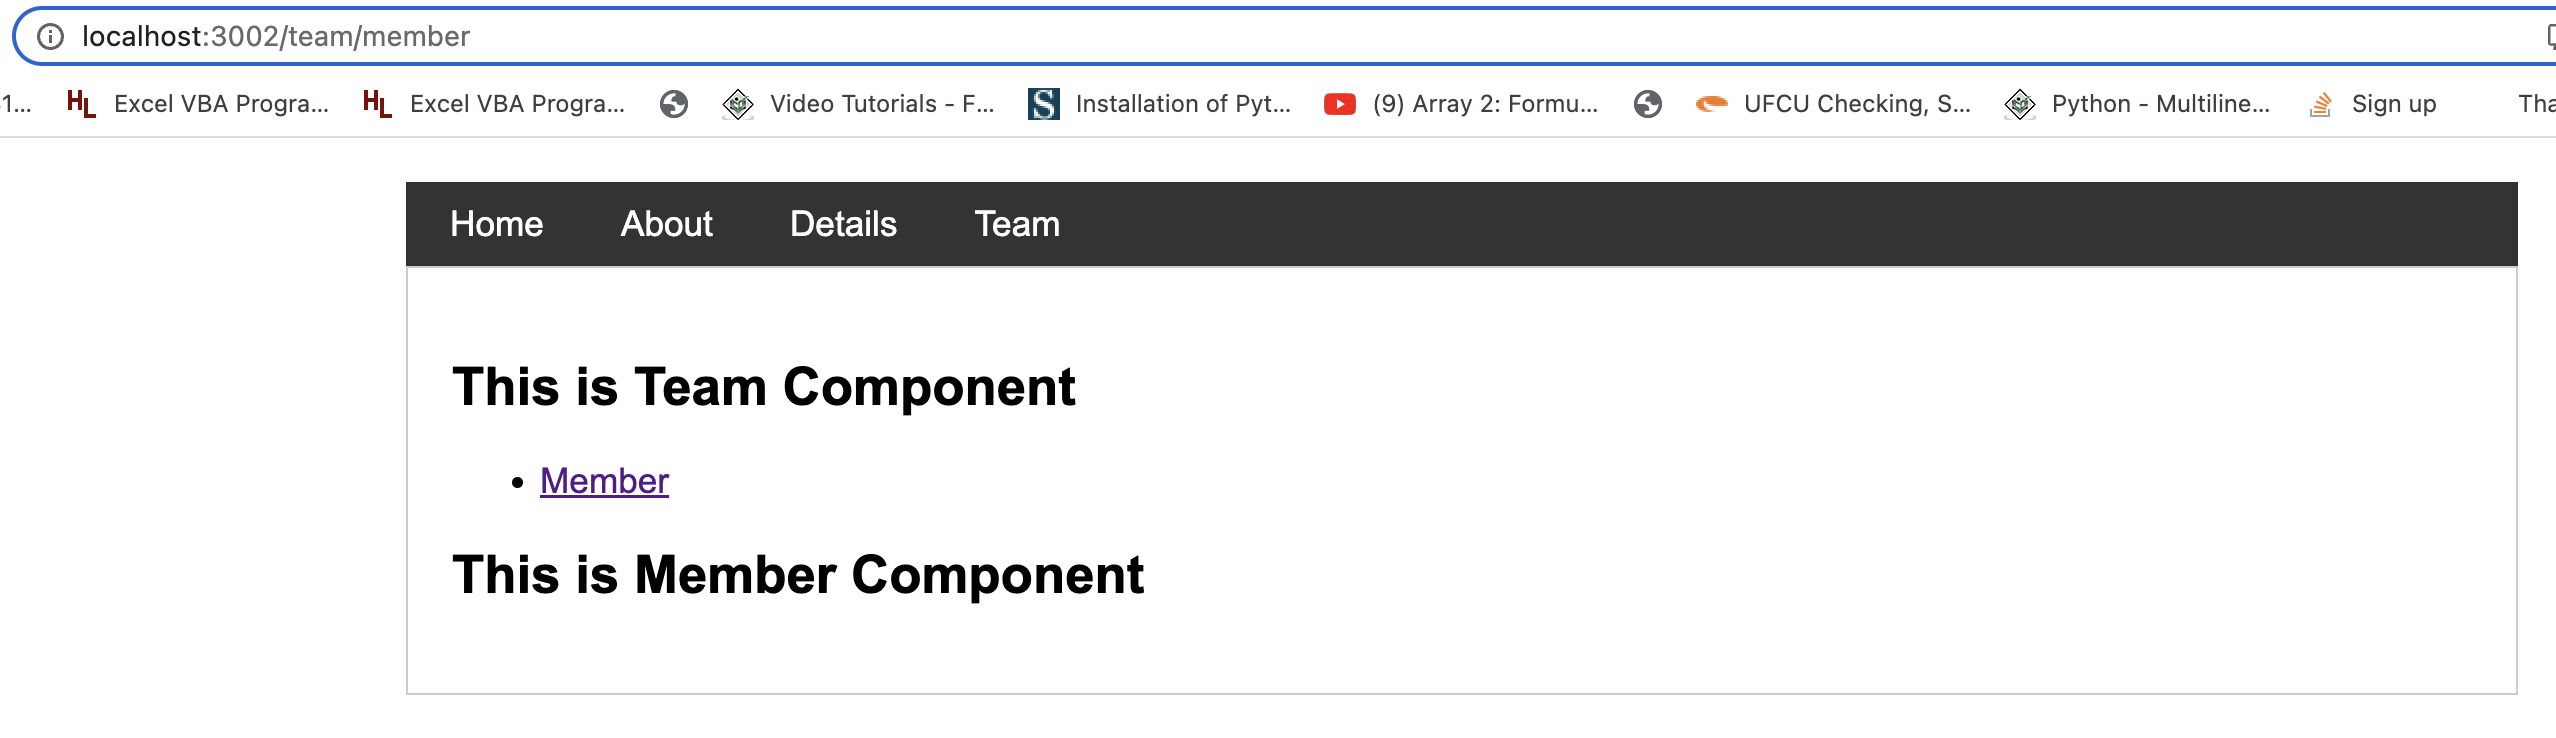 localhost:3002/team/member
1... HL Excel VBA Progra... HL Excel VBA Progra... Video Tutorials - F... S Installation of Pyt... (9) Array 2: Formu... UFCU Checking, S... Python - Multiline... Sign up Tha
Home About Details Team
This is Team Component
• Member
This is Member Component